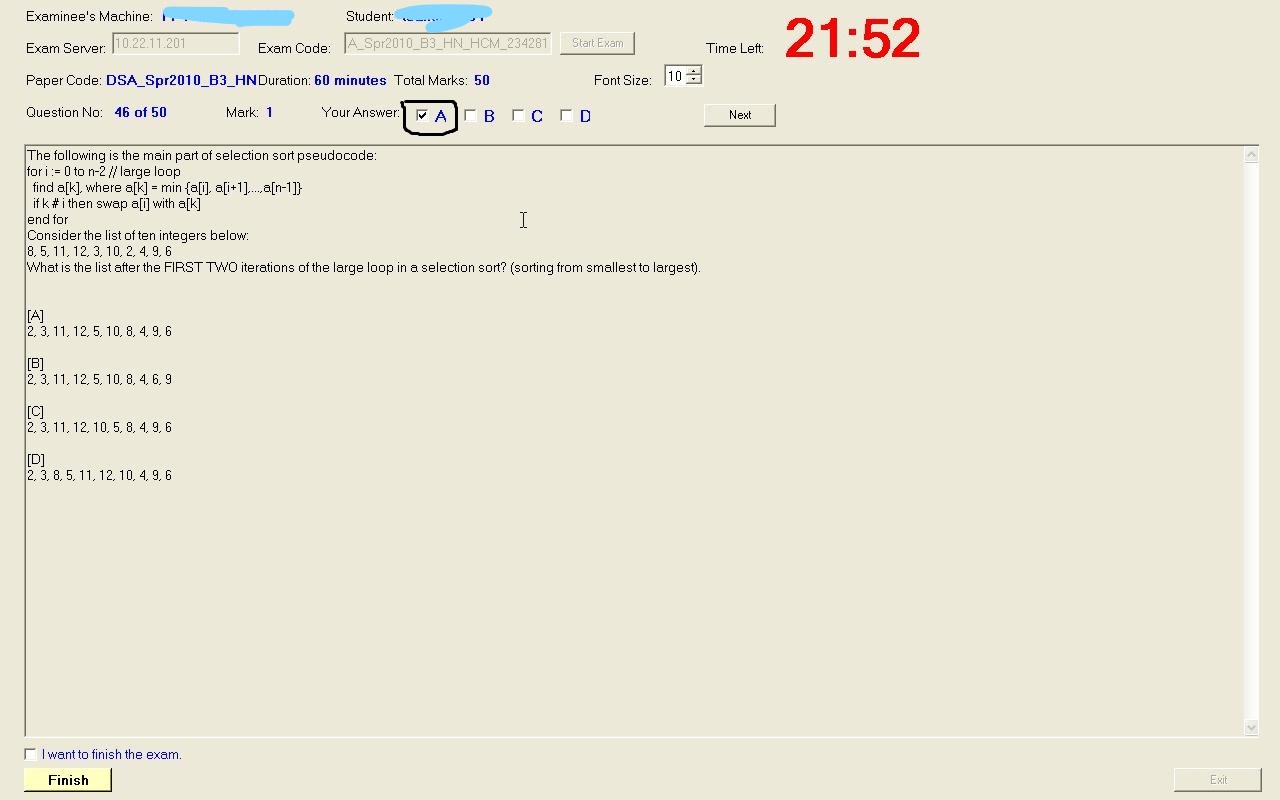 Examinee's Machine: Student:
Exam Server: 10.22.11.201 Exam Code: A_Spr2010_B3_HN_HCM_234281 Start Exam Time Left: 21:52
Paper Code: DSA_Spr2010_B3_HN Duration: 60 minutes Total Marks: 50 Font Size: 10
Question No: 46 of 50 Mark: 1 Your Answer: A B C D Next
The following is the main part of selection sort pseudocode:
for i := 0 to n-2 // large loop
find a[k], where a[k] = min {a[i], a[i+1],...,a[n-1]}
if k # i then swap a[i] with a[k]
end for
Consider the list of ten integers below:
8, 5, 11, 12, 3, 10, 2, 4, 9, 6
What is the list after the FIRST TWO iterations of the large loop in a selection sort? (sorting from smallest to largest).
[A]
2, 3, 11, 12, 5, 10, 8, 4, 9, 6
[B]
2, 3, 11, 12, 5, 10, 8, 4, 6, 9
[C]
2, 3, 11, 12, 10, 5, 8, 4, 9, 6
[D]
2, 3, 8, 5, 11, 12, 10, 4, 9, 6
I want to finish the exam.
Finish Exit